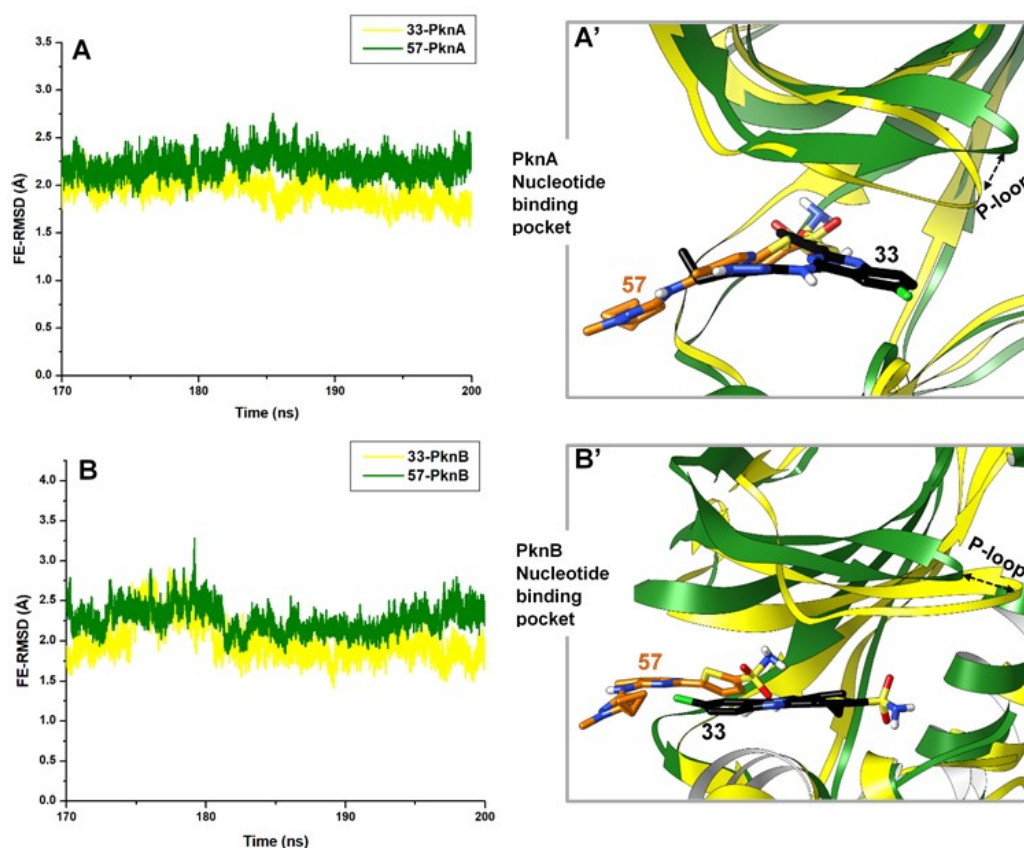 A
33-PknA
57-PknA
3.5
3.0
2.5
2.0
1.5
1.0
0.5
0.0
FE-RMSD (Å)
170
180
190
200
Time (ns)
A'
PknA
Nucleotide
binding
pocket
P-loop
33
57
B
33-PknB
57-PknB
4.0
3.5
3.0
2.5
2.0
1.5
1.0
0.5
0.0
FE-RMSD (Å)
170
180
190
200
Time (ns)
B'
PknB
Nucleotide
binding
pocket
P-loop
57
33